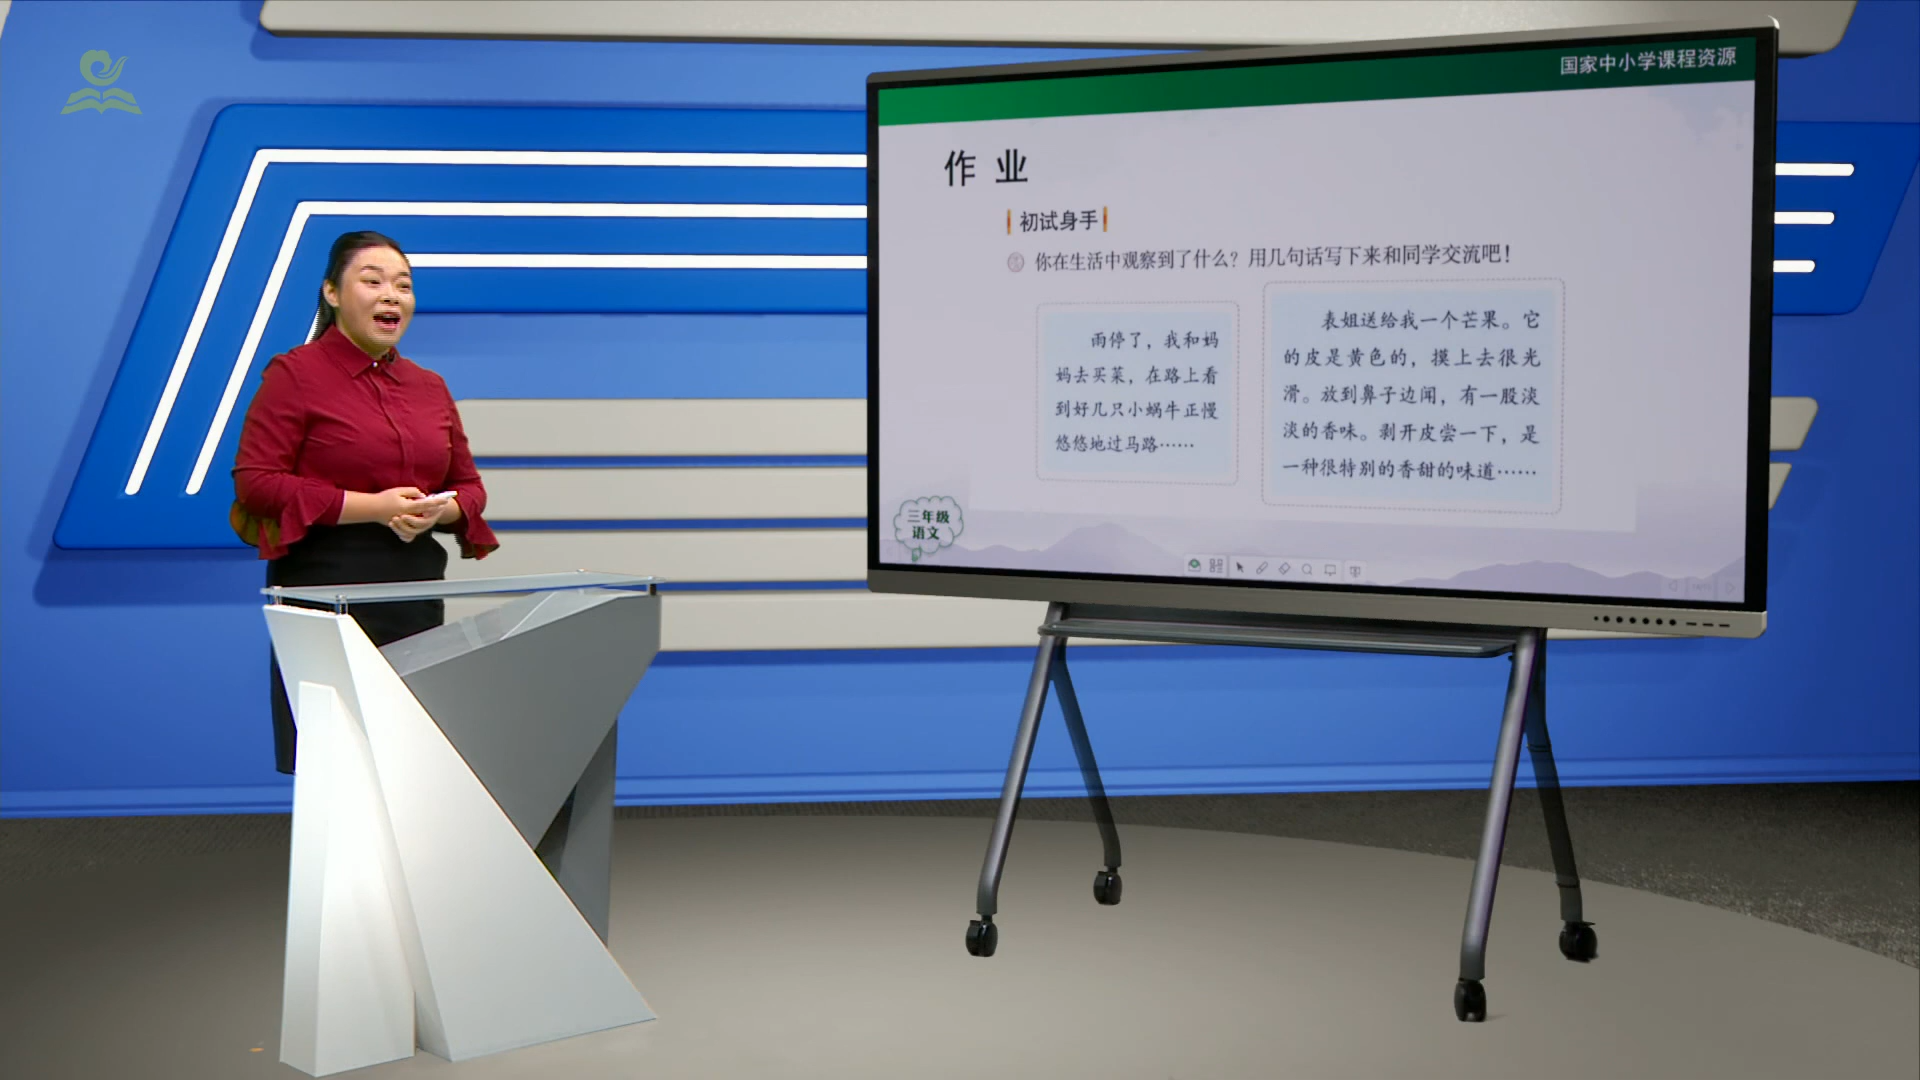 国家中小学课程资源
作 业
初试身手
你在生活中观察到了什么？用几句话写下来和同学交流吧！
雨停了，我和妈
妈去买菜，在路上看
到好几只小蜗牛正慢
悠悠地过马路……
表姐送给我一个芒果。它
的皮是黄色的，摸上去很光
滑。放到鼻子边闻，有一股淡
淡的香味。剥开皮尝一下，是
一种很特别的香甜的味道……
三年级
语文